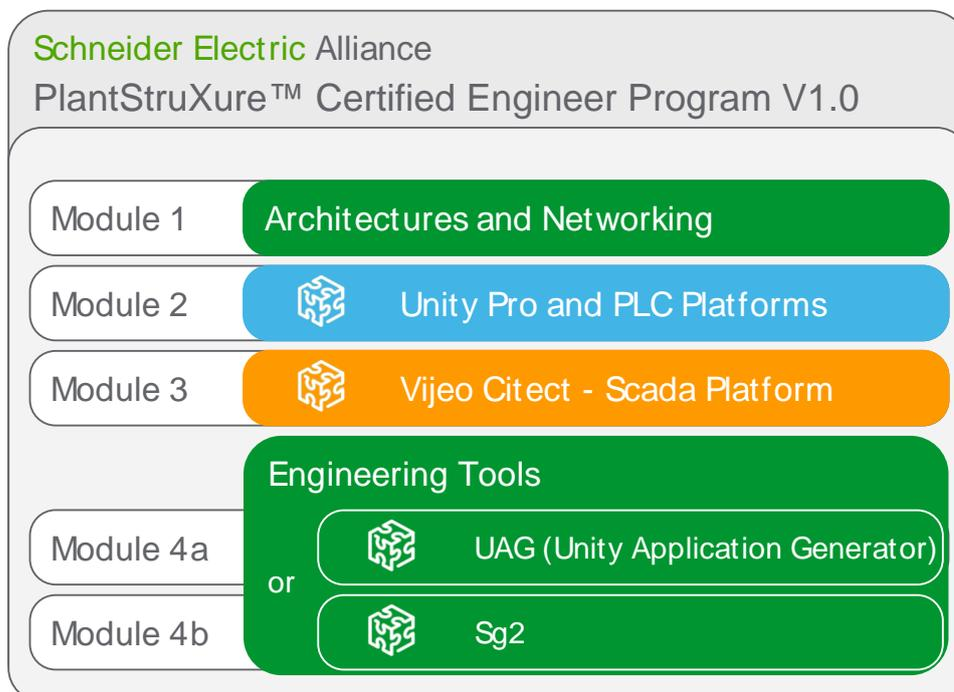 Schneider Electric Alliance
PlantStruXure™ Certified Engineer Program V1.0
Module 1 Architectures and Networking
Module 2 Unity Pro and PLC Platforms
Module 3 Vijeo Citect - Scada Platform
Engineering Tools
Module 4a UAG (Unity Application Generator)
or
Module 4b Sg2